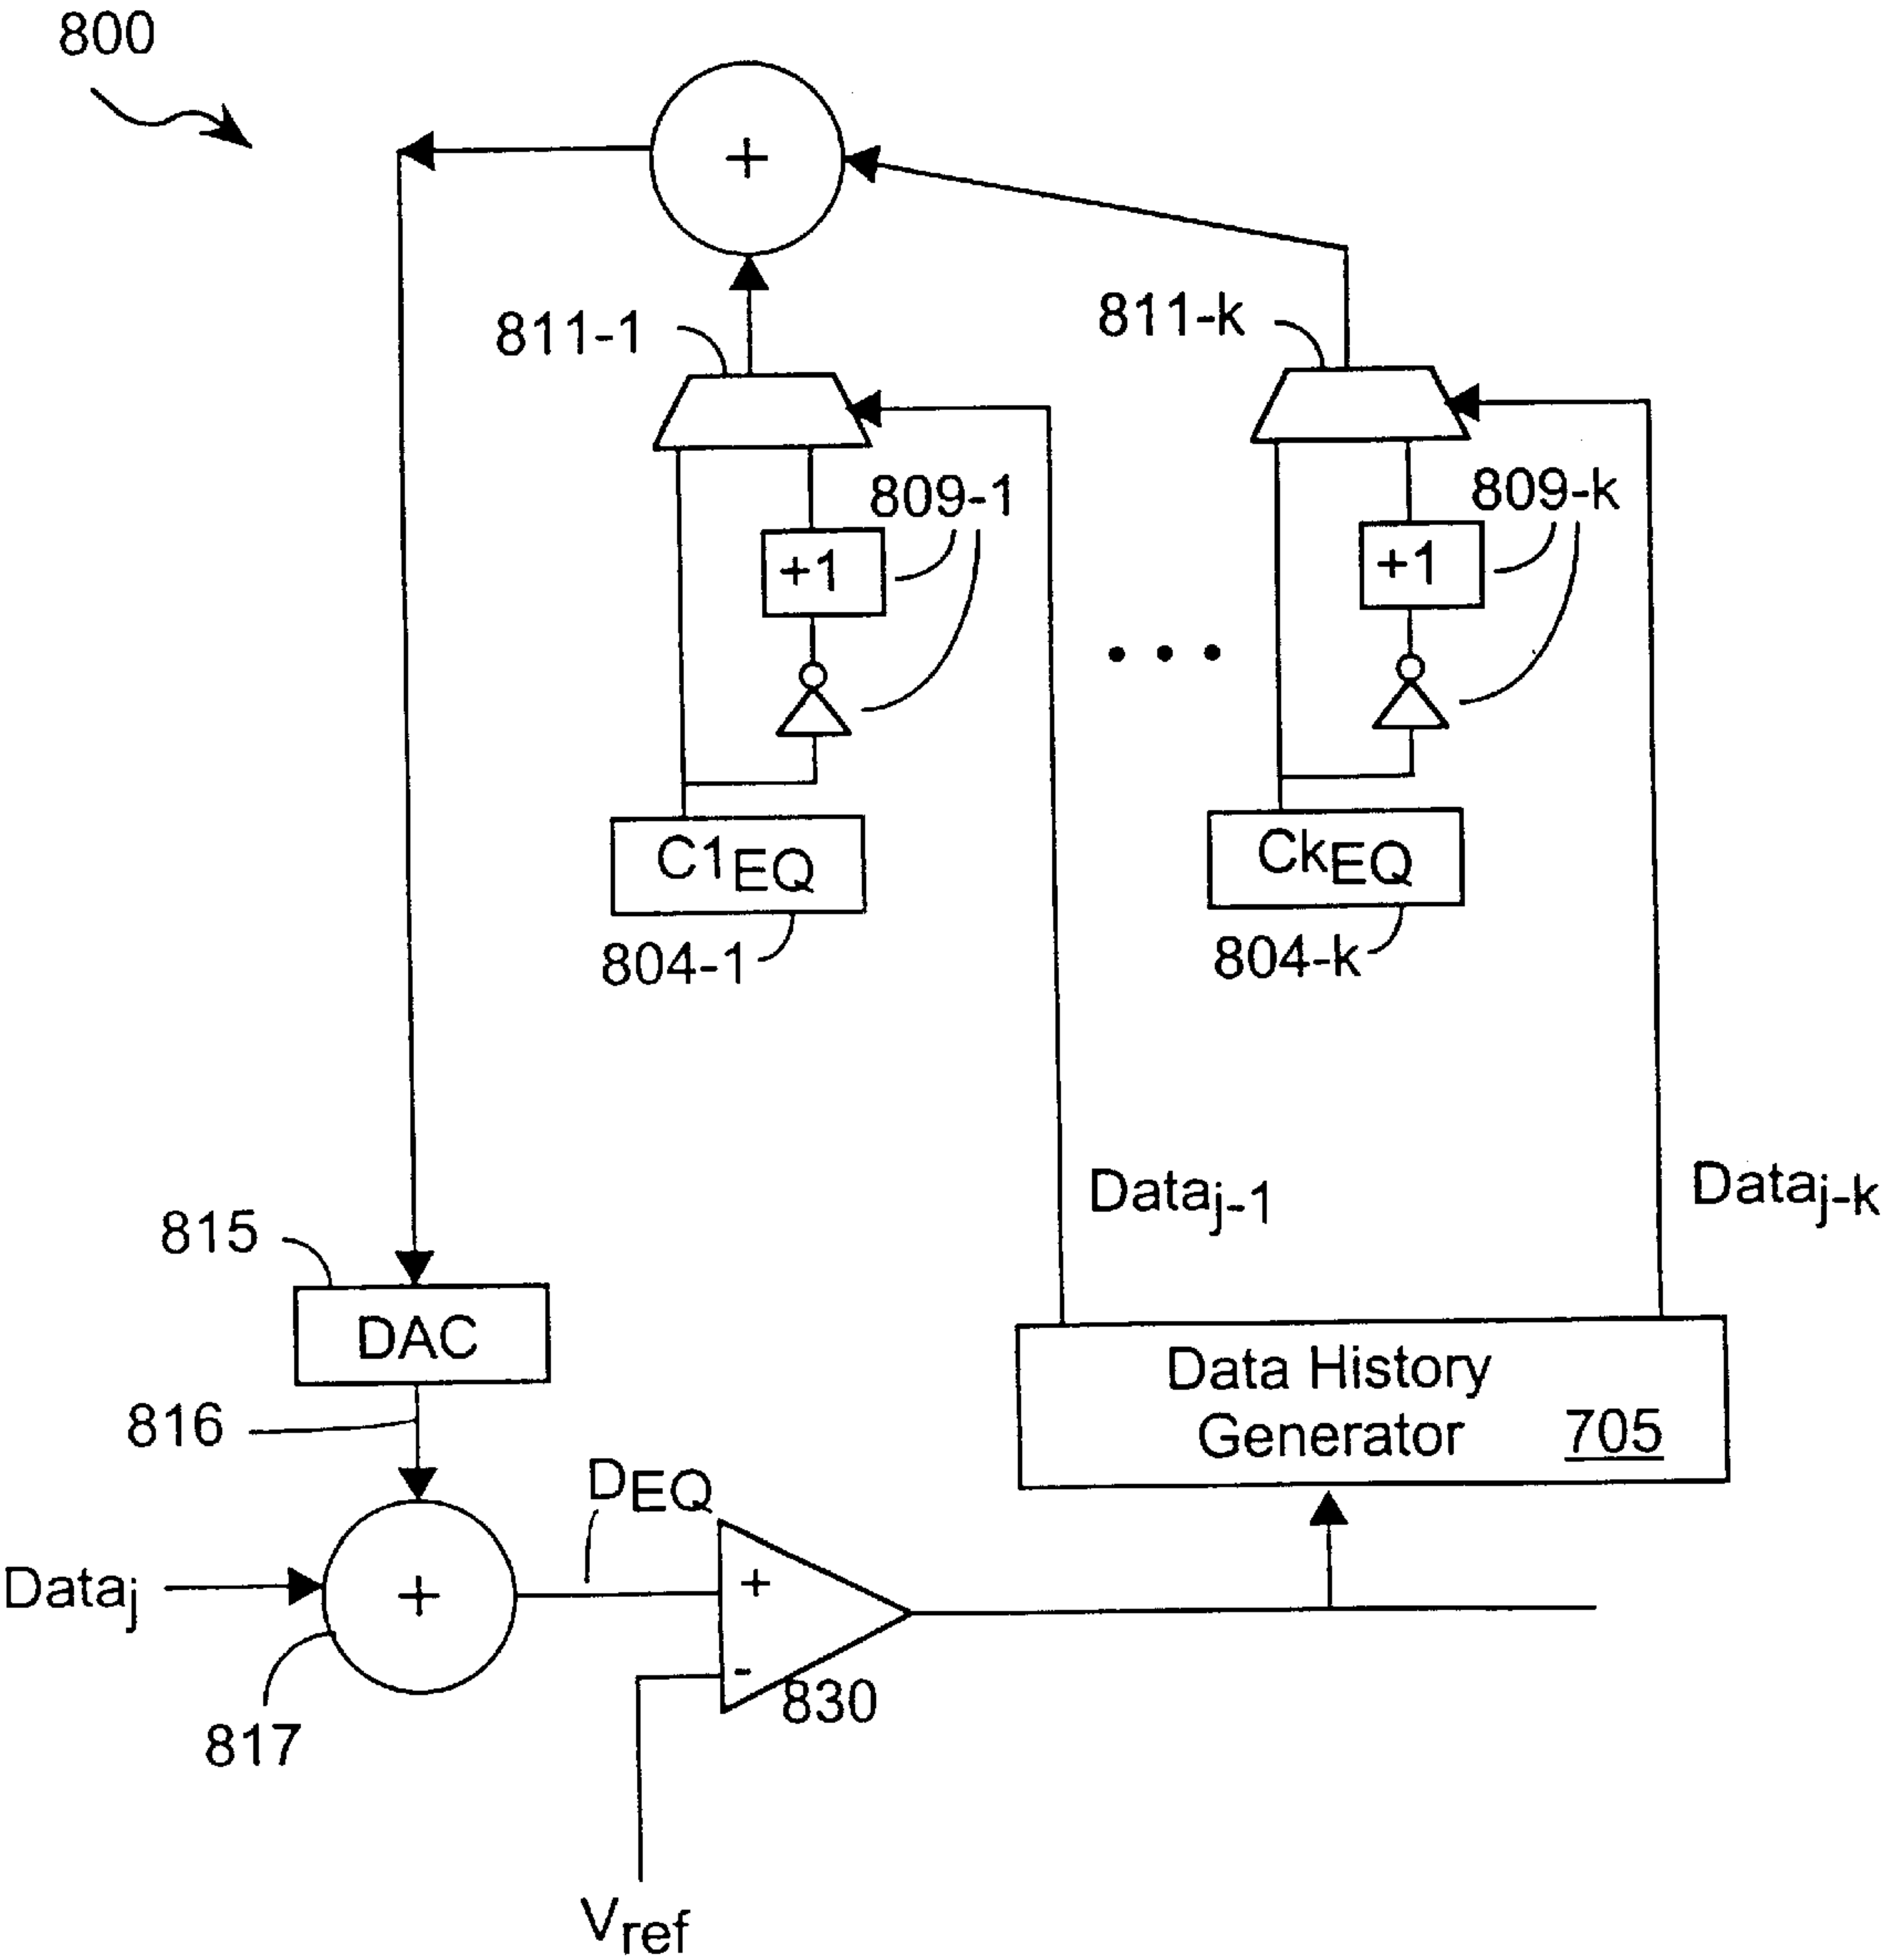 800
+
811-1
811-k
809-1
809-k
+1
+1
C1EQ
CkEQ
804-1
804-k
Dataj-1
Dataj-k
815
DAC
Data History
Generator 705
816
DEQ
Dataj
+
+
-
830
817
Vref